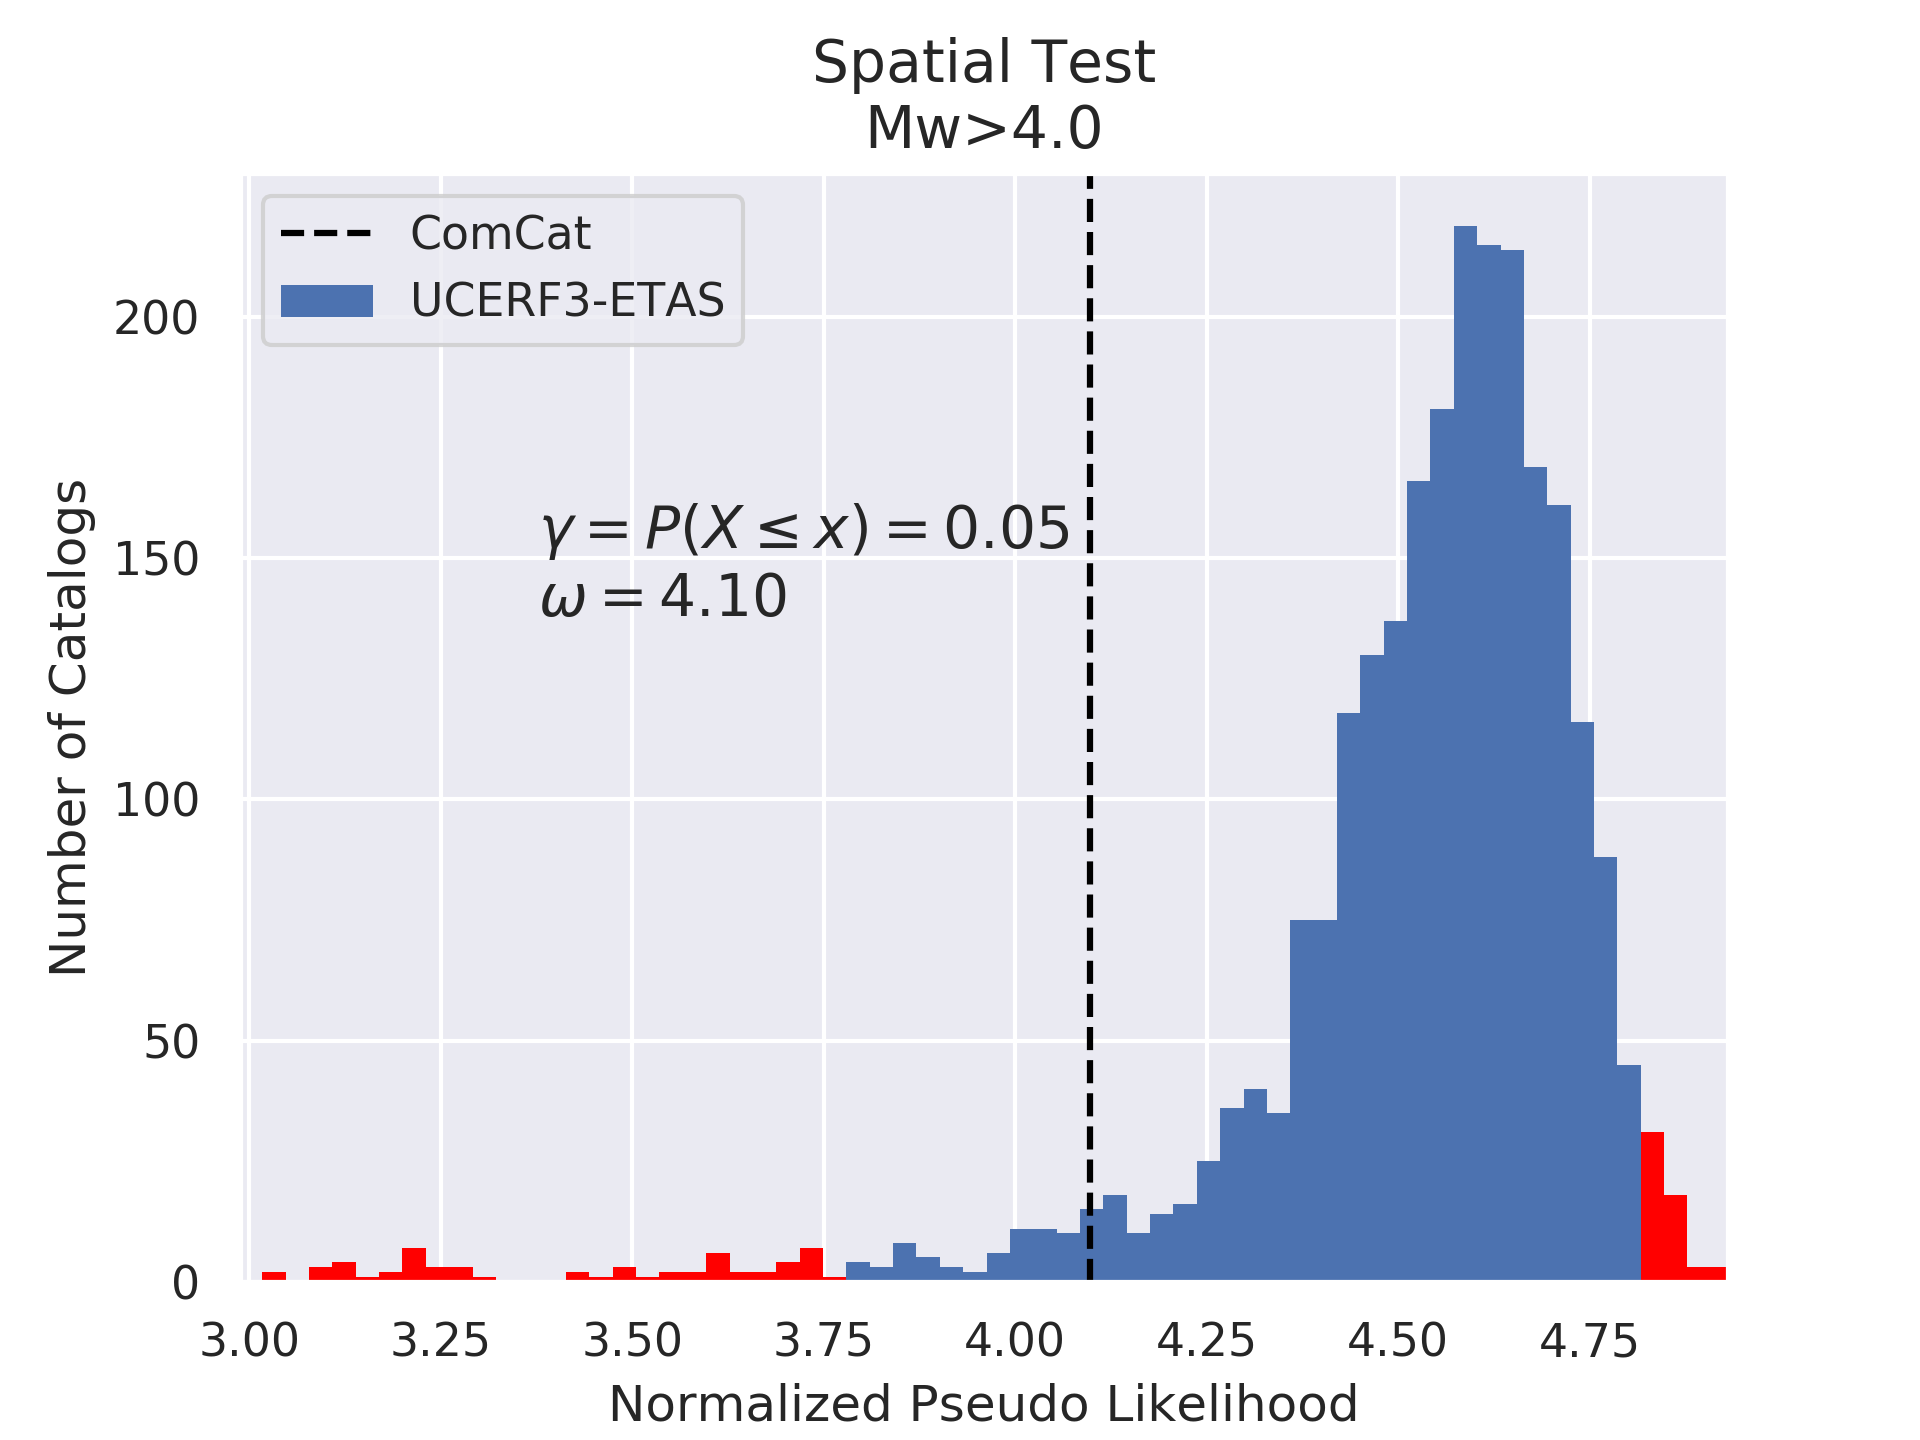 Spatial Test
Mw>4.0
ComCat
UCERF3-ETAS
γ = P(X ≤ x) = 0.05
ω = 4.10
Number of Catalogs
200
150
100
50
0
3.00 3.25 3.50 3.75 4.00 4.25 4.50 4.75
Normalized Pseudo Likelihood